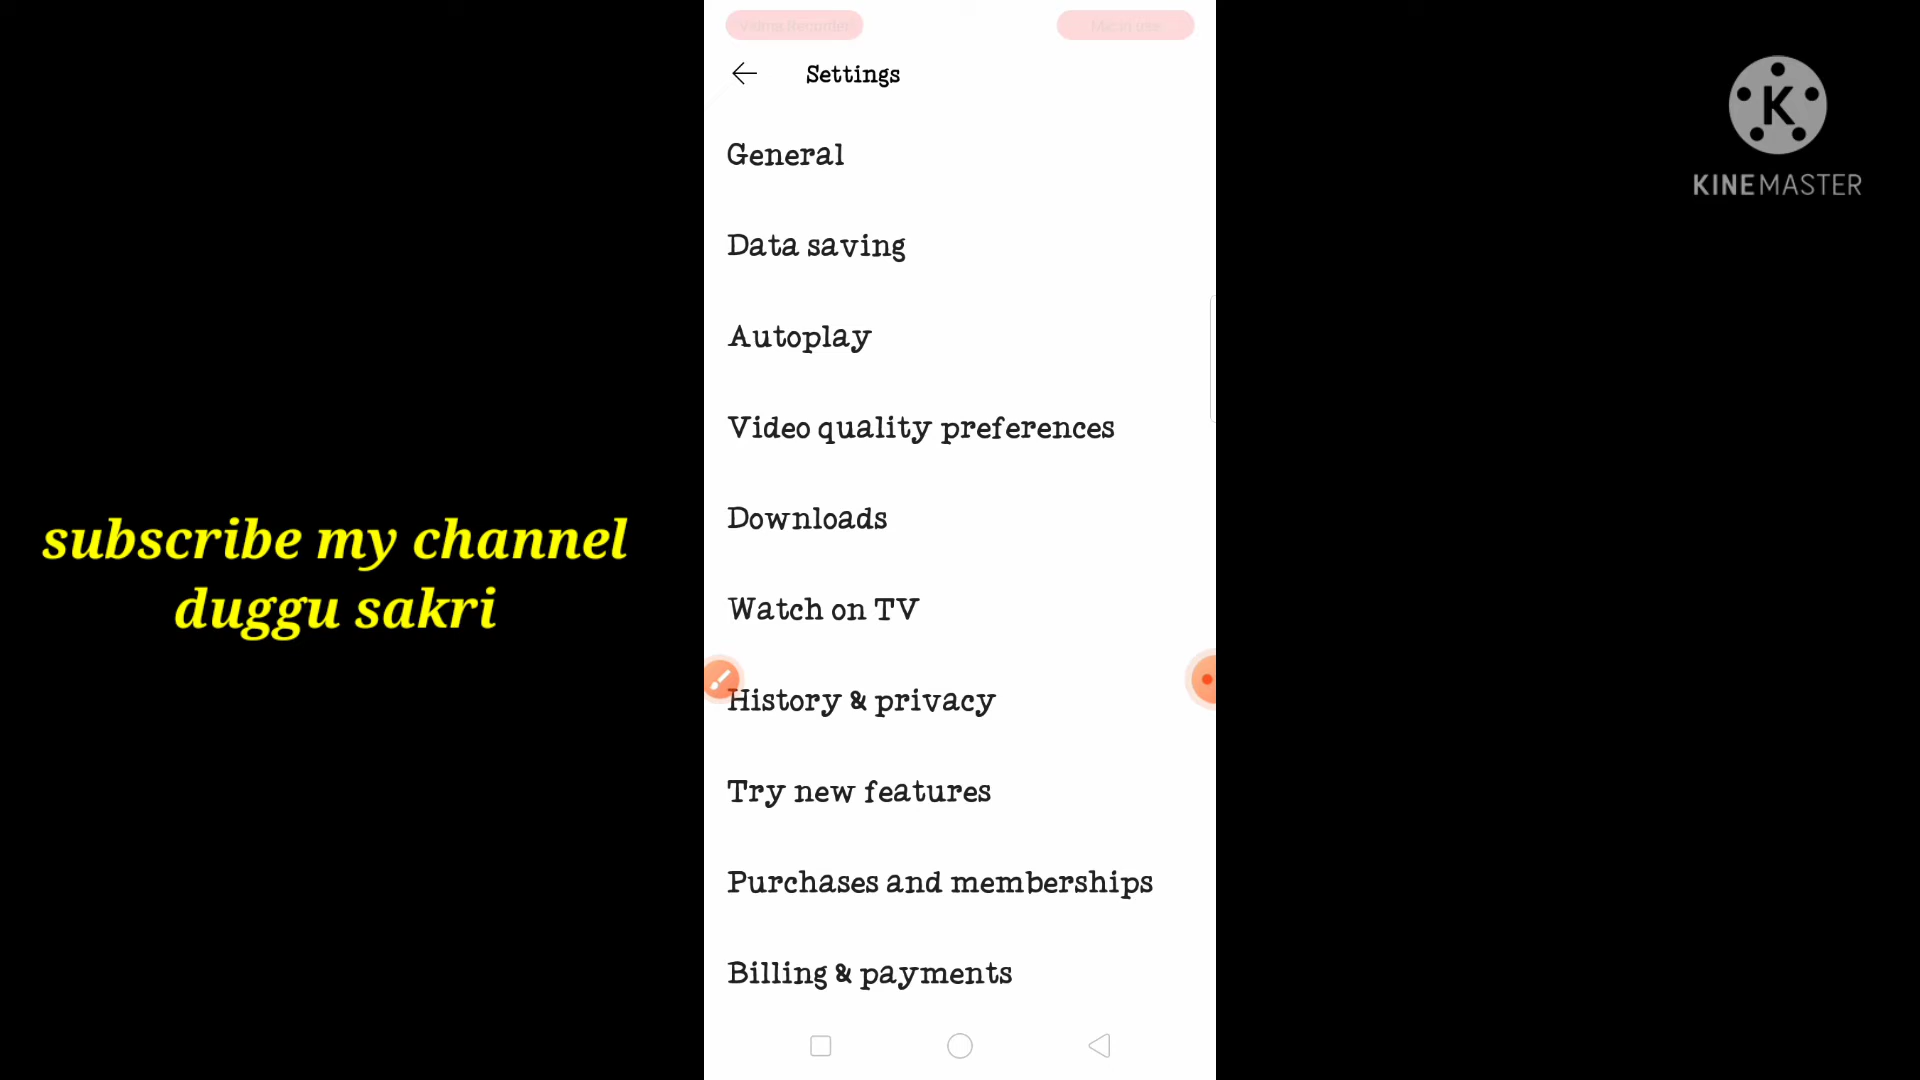 Settings
General
Data saving
Autoplay
Video quality preferences
Downloads
Watch on TV
History & privacy
Try new features
Purchases and memberships
Billing & payments
subscribe my channel
duggu sakri
K
KINEMASTER